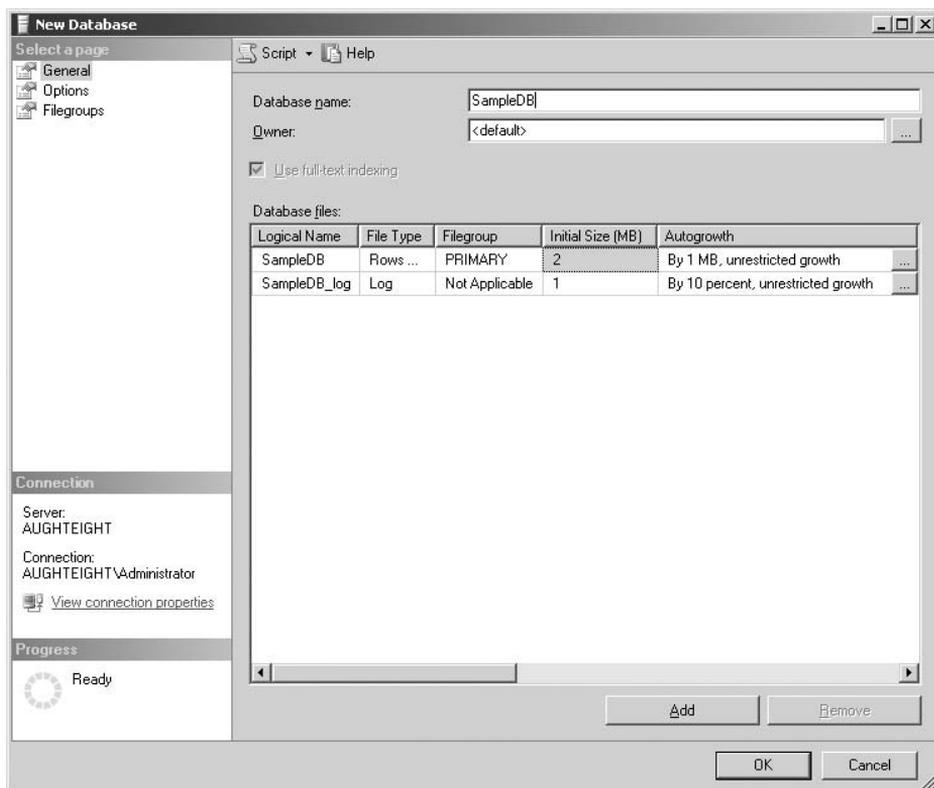 New Database
Select a page
General
Options
Filegroups
Script
Help
Database name:
SampleDB
Owner:
<default>
...
Use full-text indexing
Database files:
Logical Name File Type Filegroup Initial Size (MB) Autogrowth
SampleDB Rows ... PRIMARY 2 By 1 MB, unrestricted growth ...
SampleDB_log Log Not Applicable 1 By 10 percent, unrestricted growth ...
Connection
Server:
AUGHTEIGHT
Connection:
AUGHTEIGHT\Administrator
View connection properties
Progress
Ready
Add
Remove
OK
Cancel